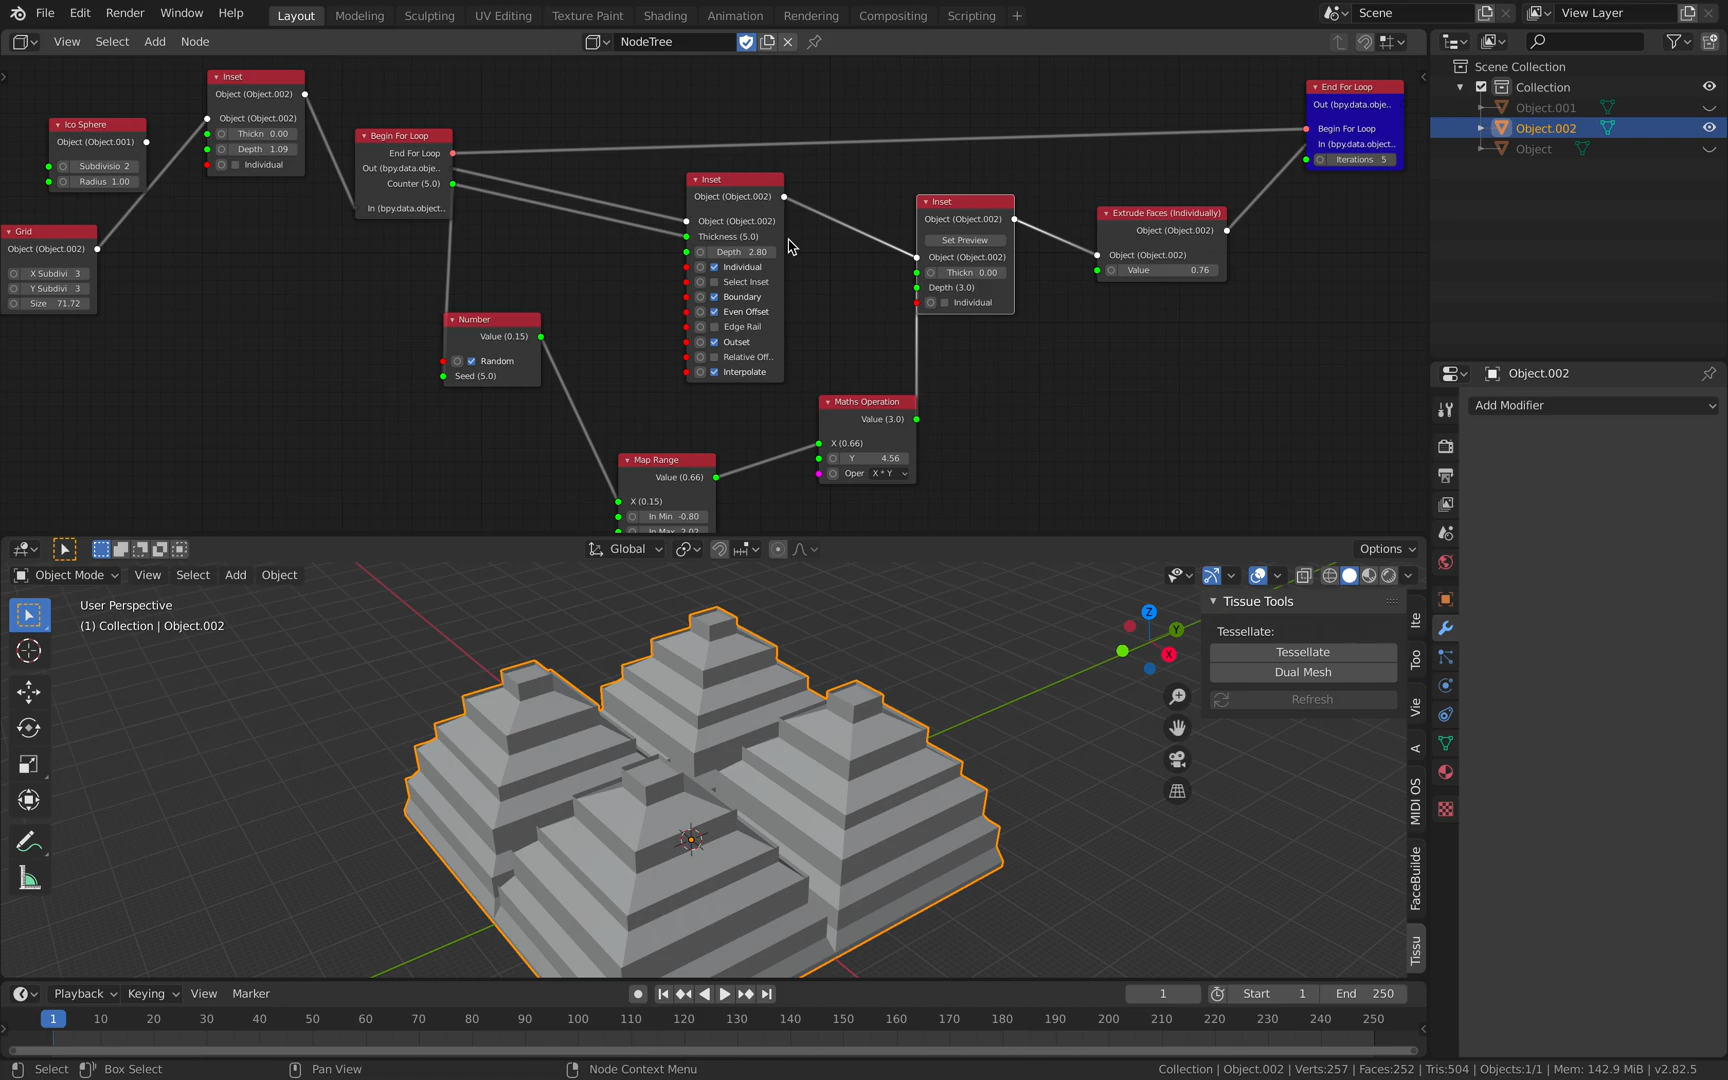 File Edit Render Window Help Layout Modeling Sculpting UV Editing Texture Paint Shading Animation Rendering Compositing Scripting + Scene View Layer
View Select Add Node NodeTree
Scene Collection
Collection
Object.001
Object.002
Object
Inset
Object (Object.002)
Object (Object.002)
Thickn 0.00
Depth 1.09
Individual
Ico Sphere
Object (Object.001)
Subdivisio 2
Radius 1.00
Grid
Object (Object.002)
X Subdivi 3
Y Subdivi 3
Size 71.72
Begin For Loop
End For Loop
Out (bpy.data.obje..
Counter (5.0)
In (bpy.data.object..
Number
Value (0.15)
Random
Seed (5.0)
Inset
Object (Object.002)
Object (Object.002)
Thickness (5.0)
Depth 2.80
Individual
Select Inset
Boundary
Even Offset
Edge Rail
Outset
Relative Off..
Interpolate
Map Range
Value (0.66)
X (0.15)
In Min -0.80
In Max 2.02
Maths Operation
Value (3.0)
X (0.66)
Y 4.56
Oper X * Y
Inset
Object (Object.002)
Set Preview
Object (Object.002)
Thickn 0.00
Depth (3.0)
Individual
Extrude Faces (Individually)
Object (Object.002)
Object (Object.002)
Value 0.76
End For Loop
Out (bpy.data.obje..
Begin For Loop
In (bpy.data.object..
Iterations 5
Object.002
Add Modifier
Global Options
Object Mode View Select Add Object
User Perspective
(1) Collection | Object.002
Z
Y
X
Tissue Tools
Tessellate:
Tessellate
Dual Mesh
Refresh
Ite
Too
Vie
A
MIDI OS
FaceBuilde
Tissu
Playback Keying View Marker 1 Start 1 End 250
1 10 20 30 40 50 60 70 80 90 100 110 120 130 140 150 160 170 180 190 200 210 220 230 240 250
Select Box Select Pan View Node Context Menu Collection | Object.002 | Verts:257 | Faces:252 | Tris:504 | Objects:1/1 | Mem: 142.9 MiB | v2.82.5